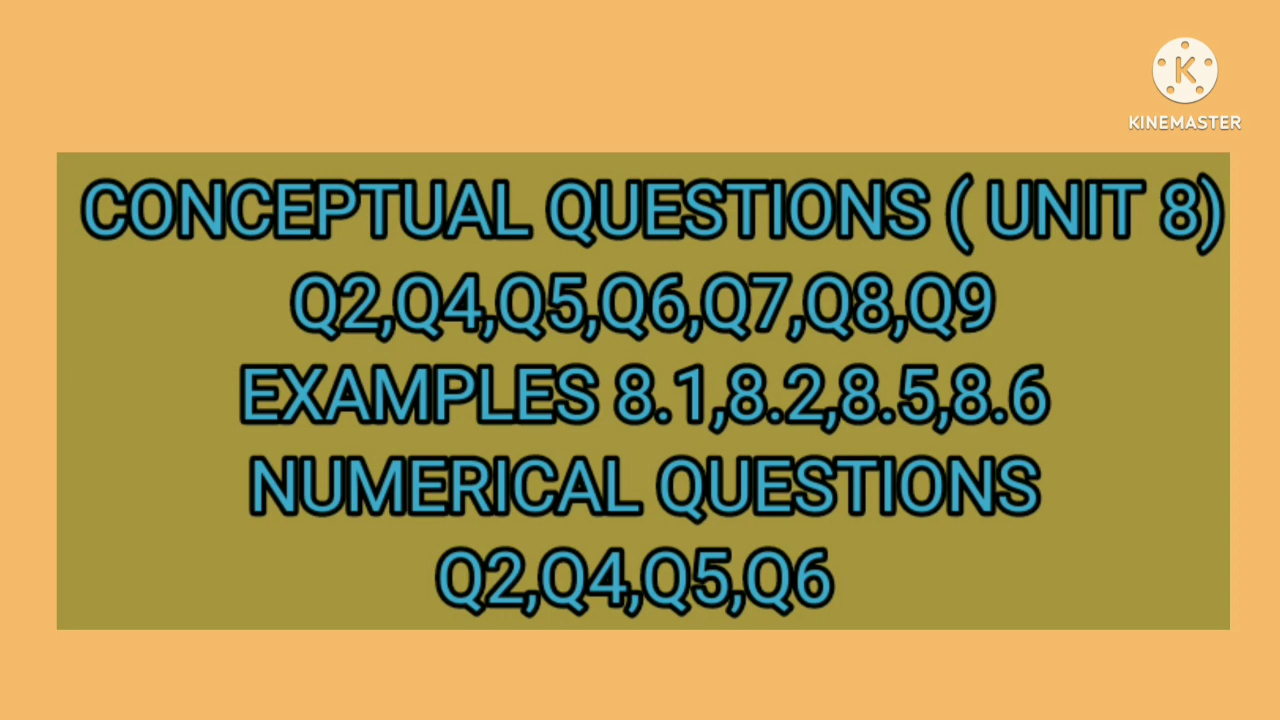 KINEMASTER
CONCEPTUAL QUESTIONS ( UNIT 8)
Q2,Q4,Q5,Q6,Q7,Q8,Q9
EXAMPLES 8.1,8.2,8.5,8.6
NUMERICAL QUESTIONS
Q2,Q4,Q5,Q6